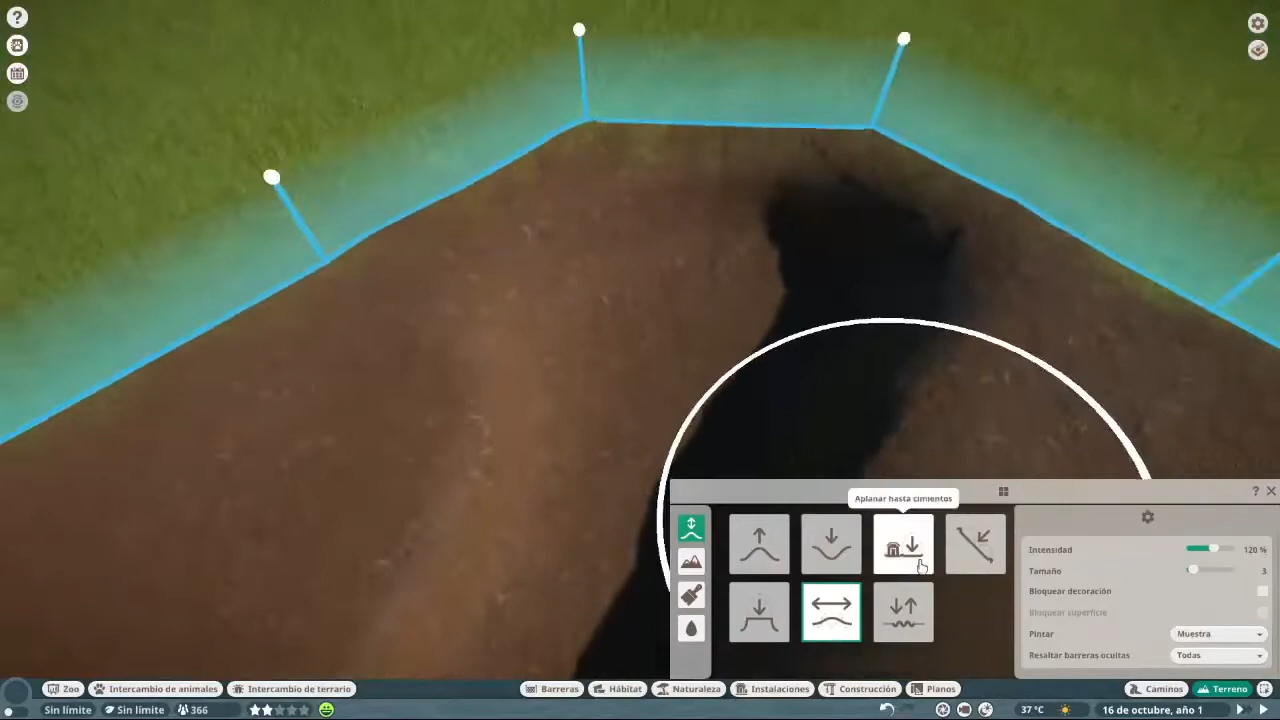 ?
Aplanar hasta cimientos
?
Intensidad 120 %
Tamaño 3
Bloquear decoración
Bloquear superficie
Pintar Muestra
Resaltar barreras ocultas Todas
Zoo Intercambio de animales Intercambio de terrario Barreras Hábitat Naturaleza Instalaciones Construcción Planos Caminos Terreno
Sin límite Sin límite 366 37 °C 16 de octubre, año 1